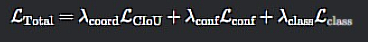 ℒ_Total = λ_coord ℒ_CIoU + λ_conf ℒ_conf + λ_class ℒ_class